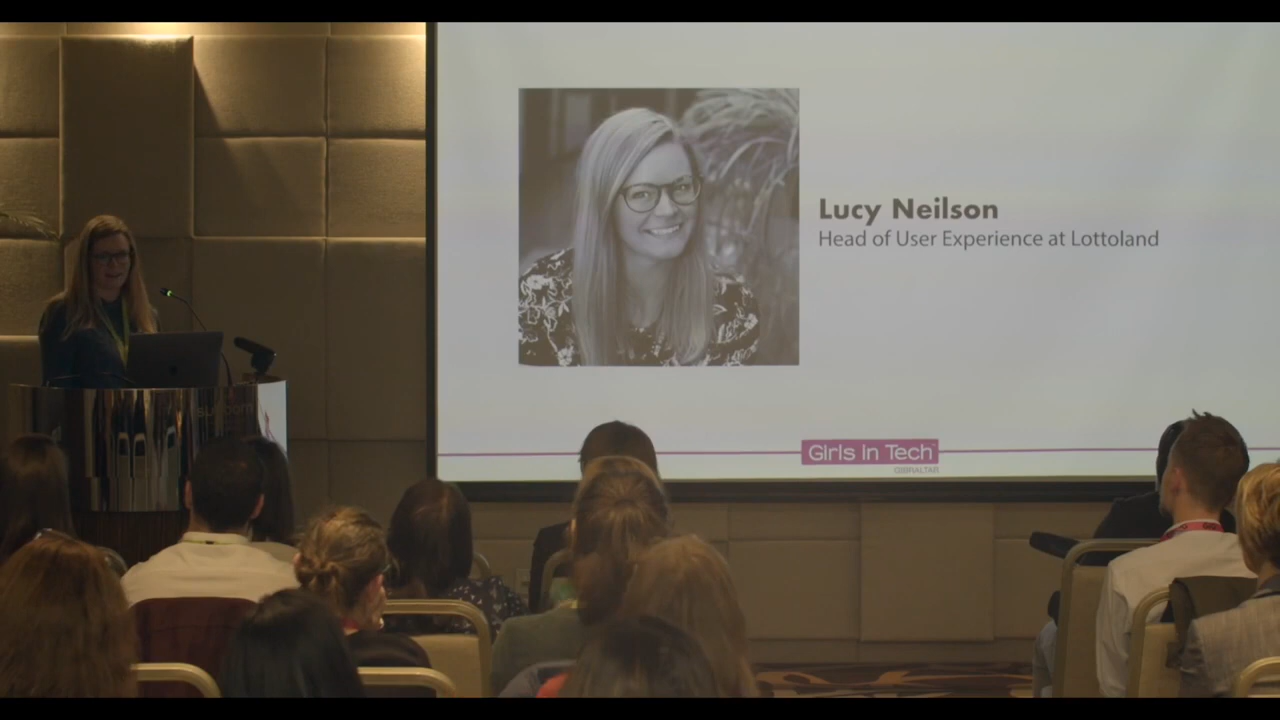 Lucy Neilson
Head of User Experience at Lottoland
Girls in Tech
GIBRALTAR